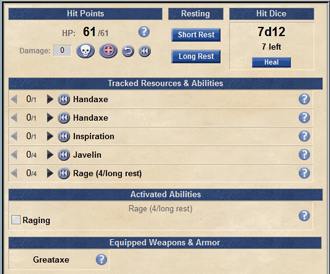 Hit Points
Resting
Hit Dice
HP: 61/61
?
Damage: 0
Short Rest
Long Rest
7d12
7 left
Heal
Tracked Resources & Abilities
0/1 Handaxe ?
0/1 Handaxe ?
0/1 Inspiration ?
0/4 Javelin ?
0/4 Rage (4/long rest) ?
Activated Abilities
Rage (4/long rest)
Raging ?
Equipped Weapons & Armor
Greataxe ?